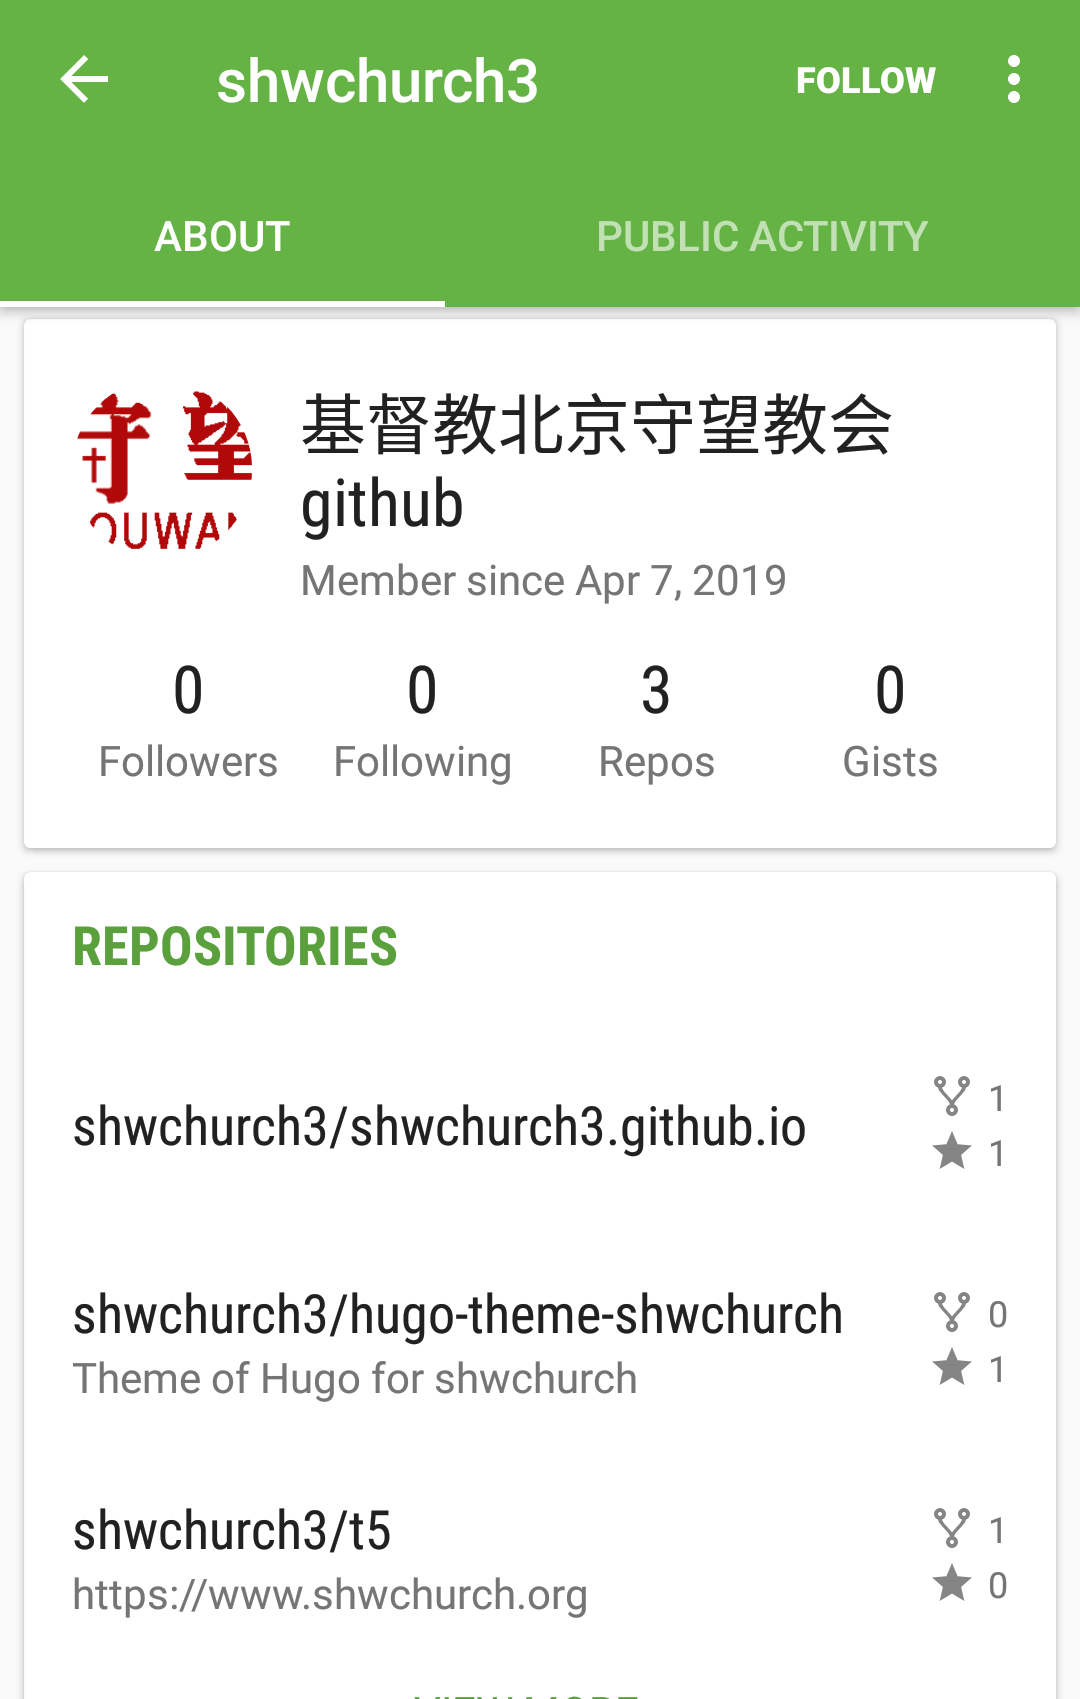 shwchurch3
FOLLOW
ABOUT
PUBLIC ACTIVITY
守望
OUWA
基督教北京守望教会
github
Member since Apr 7, 2019
0
0
3
0
Followers
Following
Repos
Gists
REPOSITORIES
shwchurch3/shwchurch3.github.io
1
1
shwchurch3/hugo-theme-shwchurch
Theme of Hugo for shwchurch
0
1
shwchurch3/t5
https://www.shwchurch.org
1
0
VIEW MORE